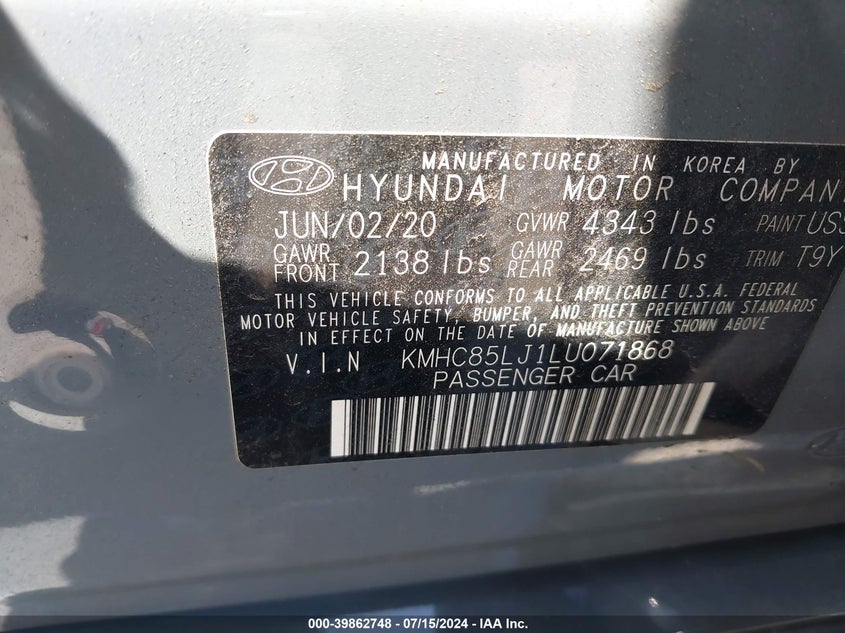 MANUFACTURED IN KOREA BY
HYUNDAI MOTOR COMPANY
JUN/02/20 GVWR 4343 lbs PAINT USS
GAWR FRONT 2138 lbs GAWR REAR 2469 lbs TRIM T9Y
THIS VEHICLE CONFORMS TO ALL APPLICABLE U.S.A. FEDERAL
MOTOR VEHICLE SAFETY, BUMPER, AND THEFT PREVENTION STANDARDS
IN EFFECT ON THE DATE OF MANUFACTURE SHOWN ABOVE
V.I.N KMHC85LJ1LU071868
PASSENGER CAR
000-39862748 - 07/15/2024 - IAA Inc.